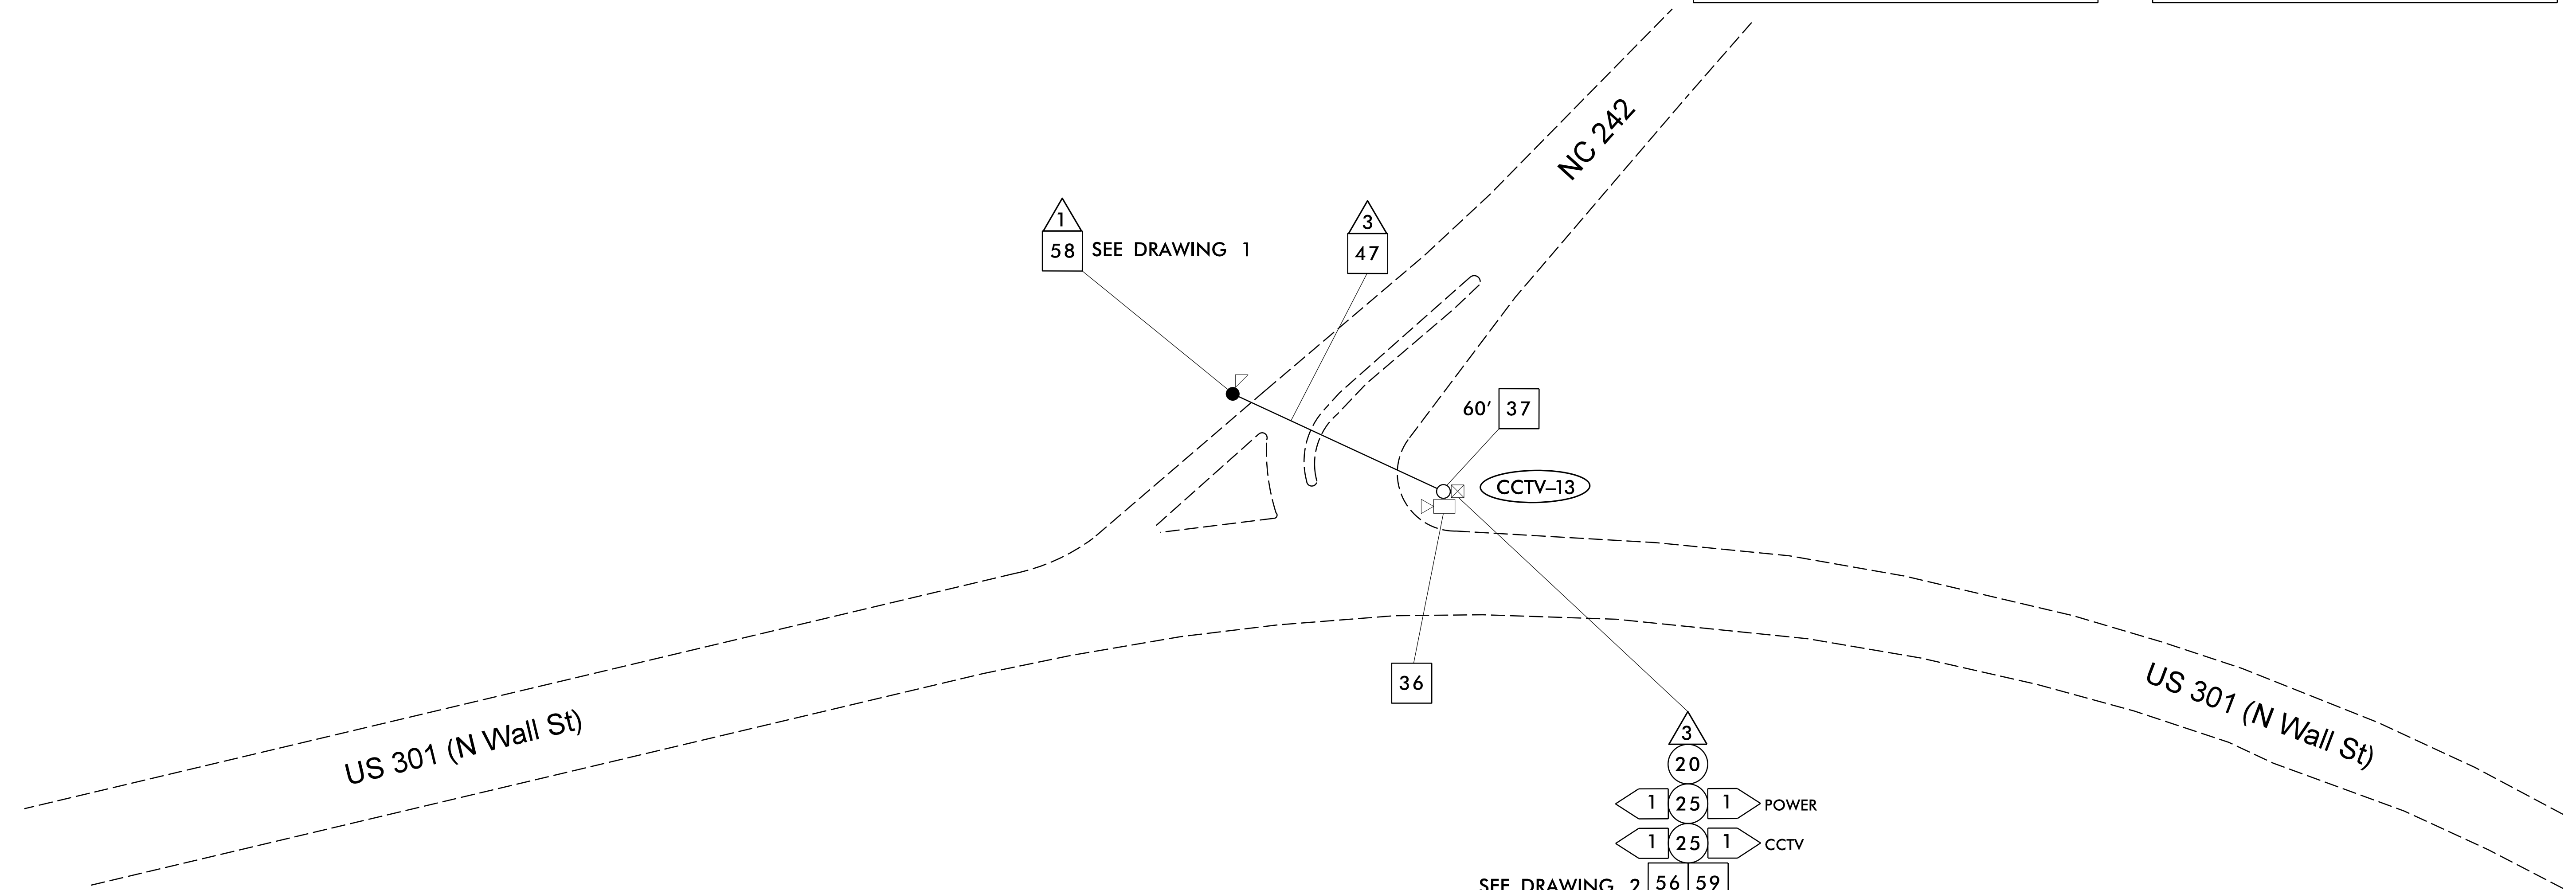 NC 242
1
58 SEE DRAWING 1
3
47
60' 37
CCTV–13
36
US 301 (N Wall St)
US 301 (N Wall St)
3
20
1 25 1 POWER
1 25 1 CCTV
SEE DRAWING 2 56 59